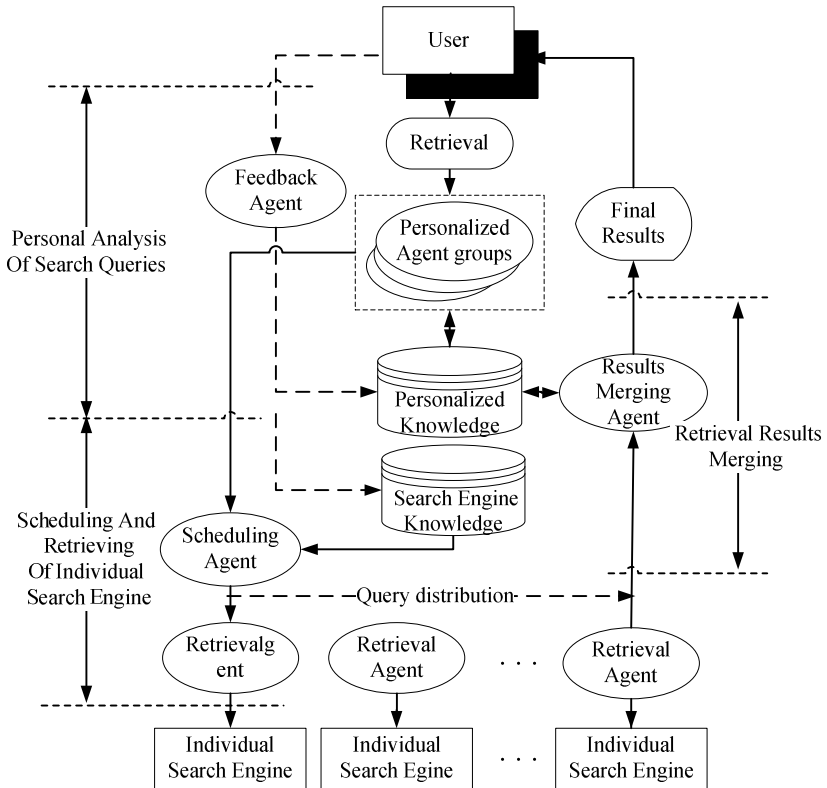 User
Retrieval
Feedback
Agent
Personalized
Agent groups
Final
Results
Personal Analysis
Of Search Queries
Personalized
Knowledge
Results
Merging
Agent
Retrieval Results
Merging
Search Engine
Knowledge
Scheduling And
Retrieving
Of Individual
Search Engine
Scheduling
Agent
Query distribution
Retrievalg
ent
Retrieval
Agent
. . .
Retrieval
Agent
Individual
Search Engine
Individual
Search Egine
. . .
Individual
Search Engine